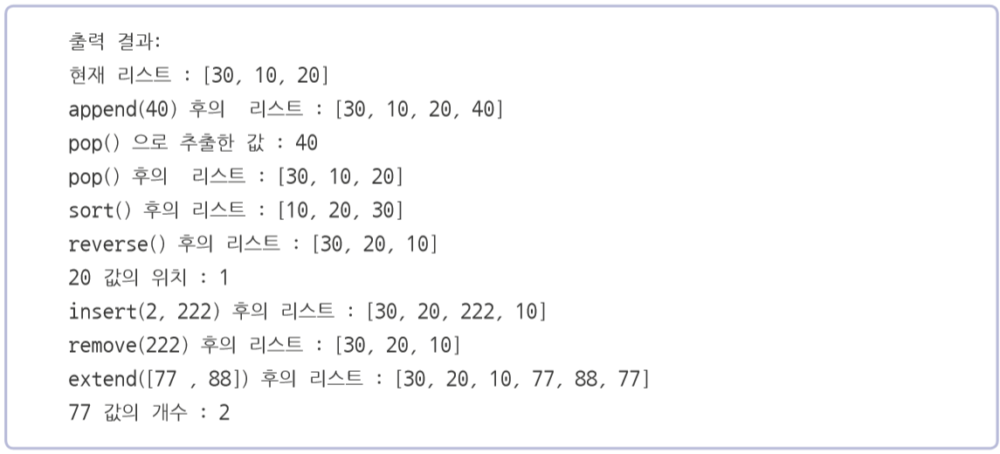 출력 결과:
현재 리스트 : [30, 10, 20]
append(40) 후의  리스트 : [30, 10, 20, 40]
pop() 으로 추출한 값 : 40
pop() 후의  리스트 : [30, 10, 20]
sort() 후의 리스트 : [10, 20, 30]
reverse() 후의 리스트 : [30, 20, 10]
20 값의 위치 : 1
insert(2, 222) 후의 리스트 : [30, 20, 222, 10]
remove(222) 후의 리스트 : [30, 20, 10]
extend([77 , 88]) 후의 리스트 : [30, 20, 10, 77, 88, 77]
77 값의 개수 : 2